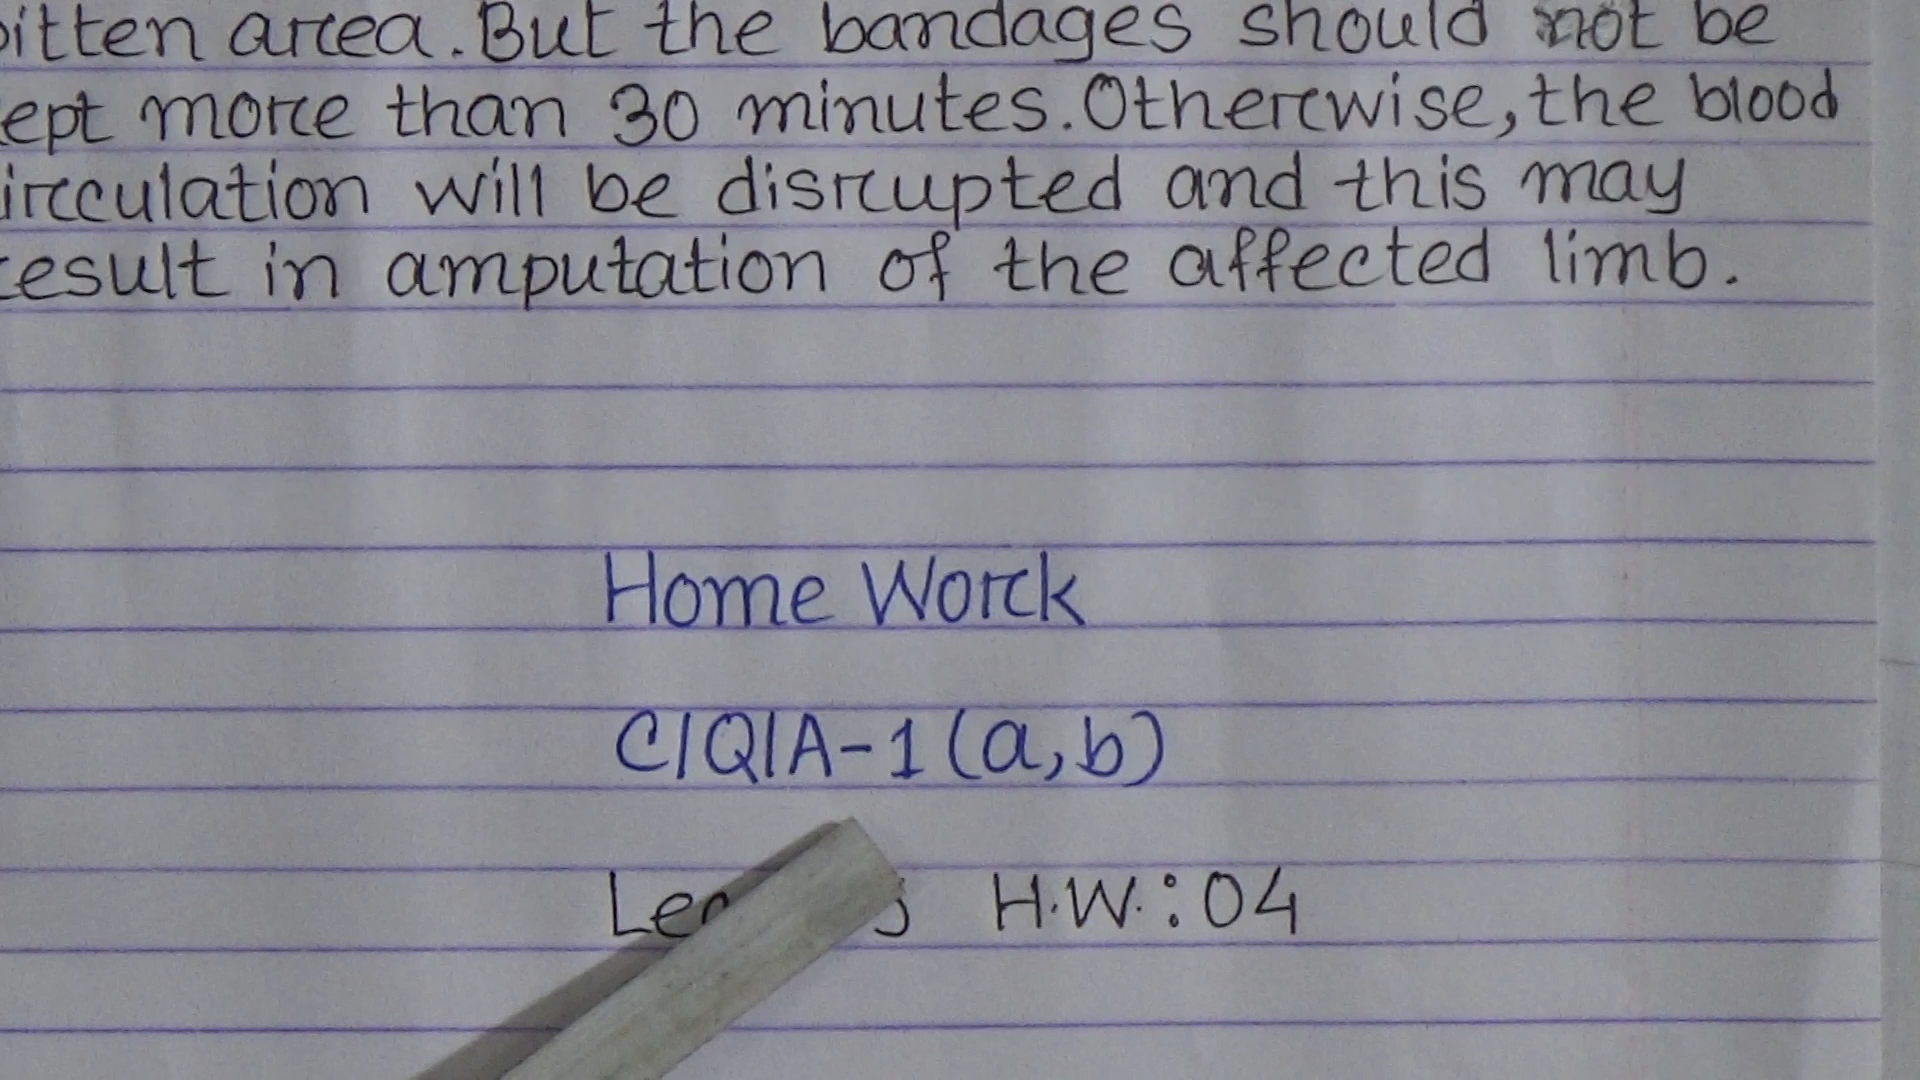 bitten area. But the bandages should not be
kept more than 30 minutes. Otherwise, the blood
circulation will be disrupted and this may
result in amputation of the affected limb.
Home Work
C/Q/A-1 (a,b)
H.W.: 04